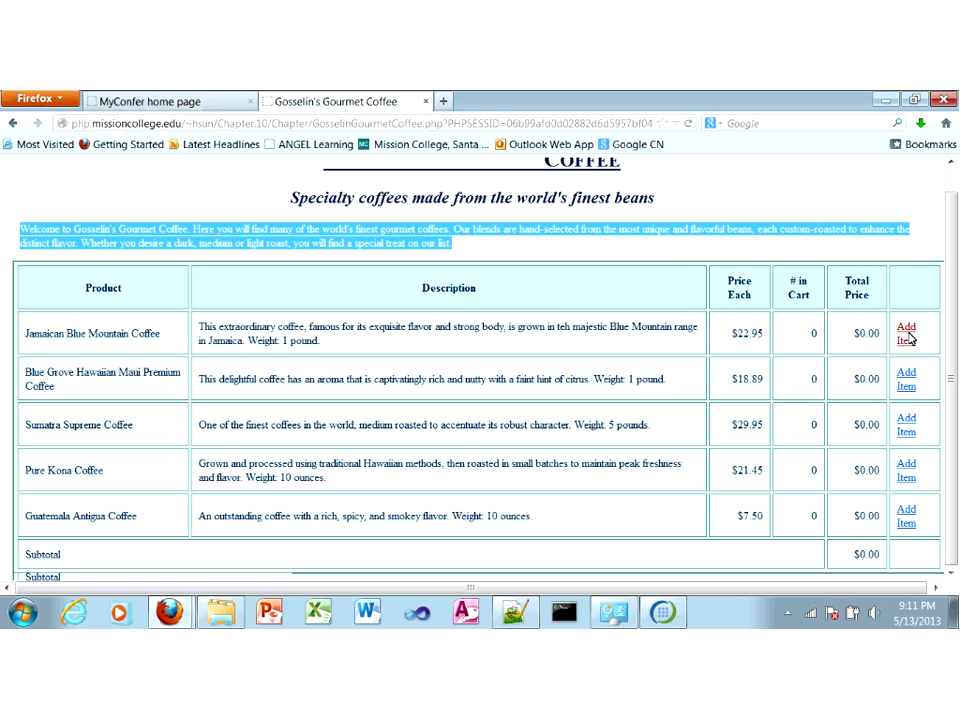 Firefox
MyConfer home page
Gosselin's Gourmet Coffee
php.missioncollege.edu/~hsun/Chapter.10/Chapter/GosselinGourmetCoffee.php?PHPSESSID=06b99afd0d02882d6d5957bf04
Google
Most Visited Getting Started Latest Headlines ANGEL Learning Mission College, Santa ... Outlook Web App Google CN Bookmarks
COFFEE
Specialty coffees made from the world's finest beans
Welcome to Gosselin's Gourmet Coffee. Here you will find many of the world's finest gourmet coffees. Our blends are hand-selected from the most unique and flavorful beans, each custom-roasted to enhance the
distinct flavor. Whether you desire a dark, medium or light roast, you will find a special treat on our list.
Product Description Price Each # in Cart Total Price
Jamaican Blue Mountain Coffee This extraordinary coffee, famous for its exquisite flavor and strong body, is grown in teh majestic Blue Mountain range
in Jamaica. Weight: 1 pound. $22.95 0 $0.00 Add Item
Blue Grove Hawaiian Maui Premium
Coffee This delightful coffee has an aroma that is captivatingly rich and nutty with a faint hint of citrus. Weight: 1 pound. $18.89 0 $0.00 Add Item
Sumatra Supreme Coffee One of the finest coffees in the world, medium roasted to accentuate its robust character. Weight: 5 pounds. $29.95 0 $0.00 Add Item
Pure Kona Coffee Grown and processed using traditional Hawaiian methods, then roasted in small batches to maintain peak freshness
and flavor. Weight: 10 ounces. $21.45 0 $0.00 Add Item
Guatemala Antigua Coffee An outstanding coffee with a rich, spicy, and smokey flavor. Weight: 10 ounces. $7.50 0 $0.00 Add Item
Subtotal $0.00
Subtotal
9:11 PM
5/13/2013